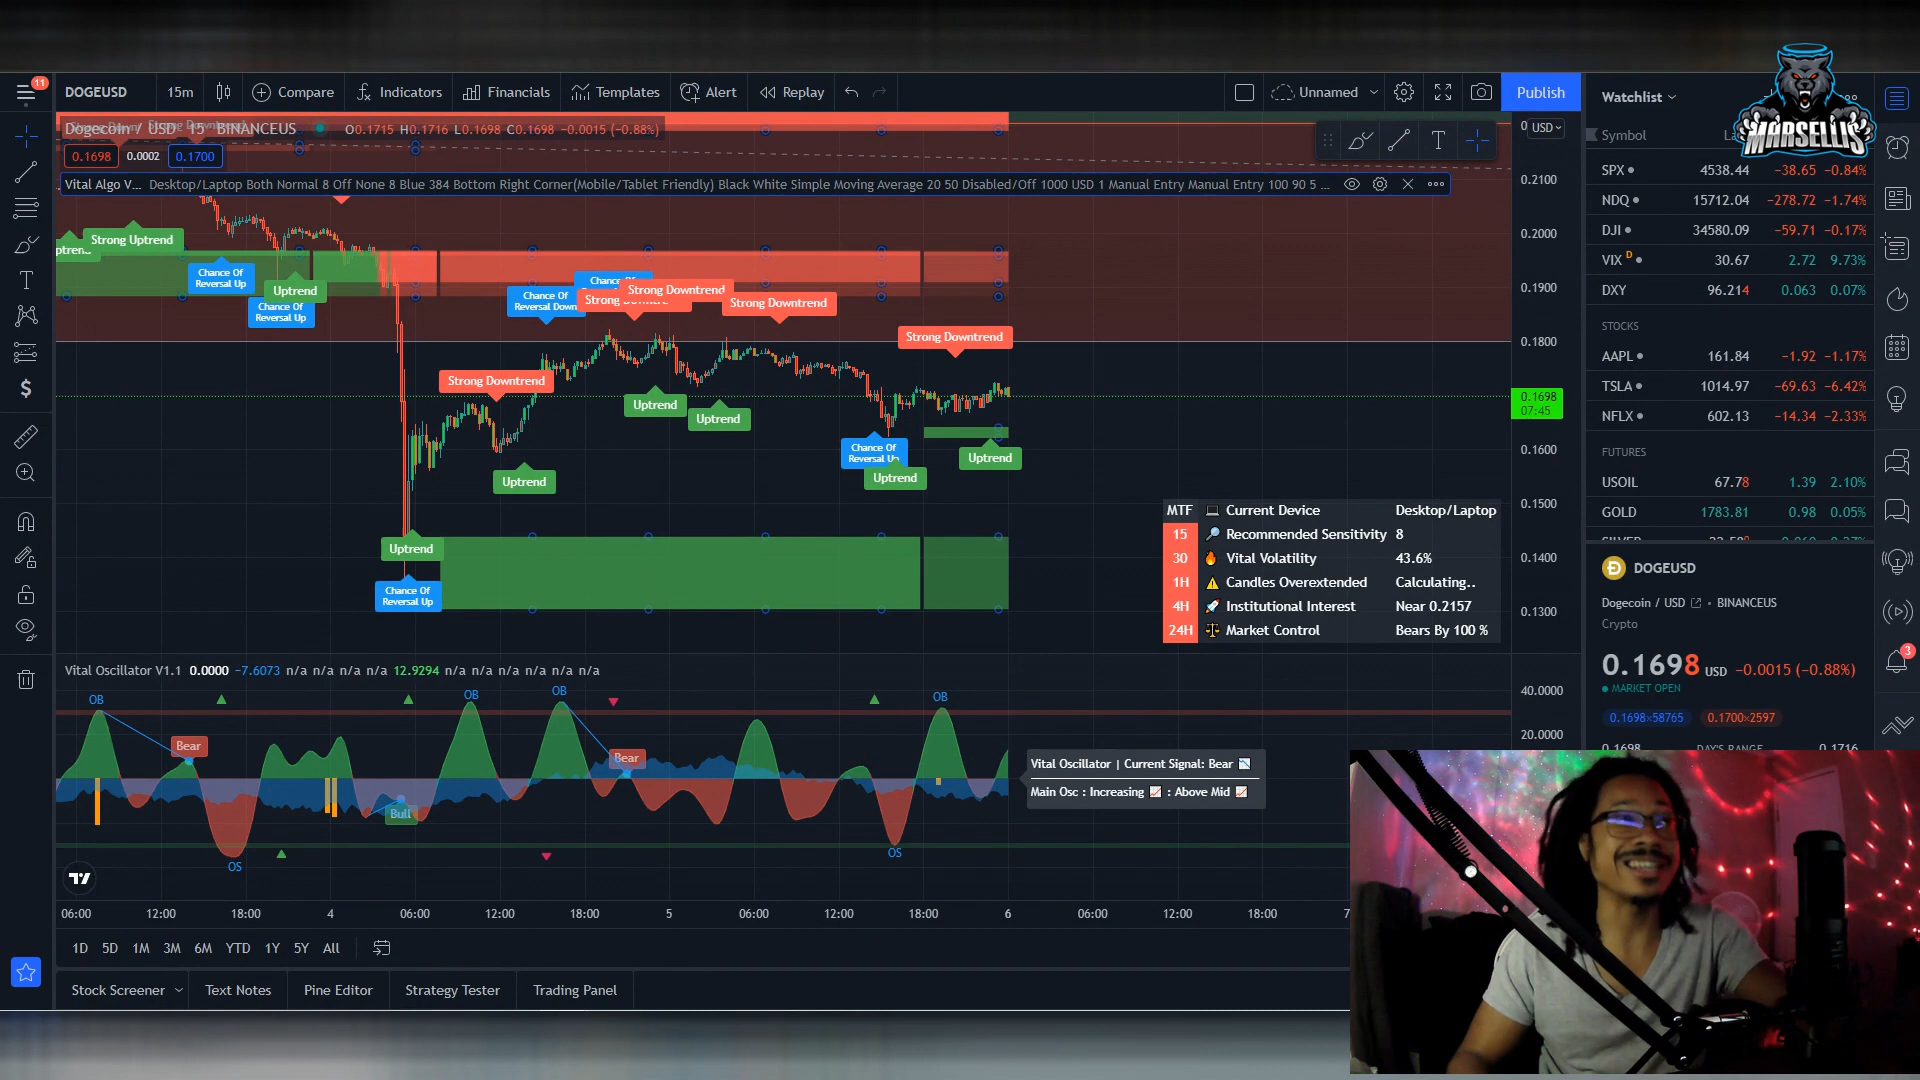 11
DOGEUSD
15m
Compare
Indicators
Financials
Templates
Alert
Replay
Unnamed
Publish
Watchlist
MARSELLIS
Dogecoin / USD 15 BINANCEUS O0.1715 H0.1716 L0.1698 C0.1698 -0.0015 (-0.88%)
0.1698 0.0002 0.1700
Vital Algo V... Desktop/Laptop Both Normal 8 Off None 8 Blue 384 Bottom Right Corner(Mobile/Tablet Friendly) Black White Simple Moving Average 20 50 Disabled/Off 1000 USD 1 Manual Entry Manual Entry 100 90 5 ...
USD
0.2100
0.2000
0.1900
0.1800
0.1698
07:45
0.1600
0.1500
0.1400
0.1300
Strong Uptrend
Chance Of
Reversal Up
Uptrend
Chance Of
Reversal Up
Chance Of
Reversal Down
Strong Downtrend
Strong Downtrend
Strong Downtrend
Strong Downtrend
Uptrend
Uptrend
Uptrend
Chance Of
Reversal Up
Uptrend
Uptrend
Uptrend
Chance Of
Reversal Up
MTF Current Device Desktop/Laptop
15 Recommended Sensitivity 8
30 Vital Volatility 43.6%
1H Candles Overextended Calculating..
4H Institutional Interest Near 0.2157
24H Market Control Bears By 100 %
Vital Oscillator V1.1 0.0000 -7.6073 n/a n/a n/a n/a 12.9294 n/a n/a n/a n/a n/a n/a
40.0000
20.0000
OB
OB
OB
OB
Bear
Bear
Bull
OS
OS
Vital Oscillator | Current Signal: Bear
Main Osc : Increasing : Above Mid
06:00 12:00 18:00 4 06:00 12:00 18:00 5 06:00 12:00 18:00 6 06:00 12:00 18:00 7
1D 5D 1M 3M 6M YTD 1Y 5Y All
Stock Screener Text Notes Pine Editor Strategy Tester Trading Panel
Symbol
SPX 4538.44 -38.65 -0.84%
NDQ 15712.04 -278.72 -1.74%
DJI 34580.09 -59.71 -0.17%
VIX D 30.67 2.72 9.73%
DXY 96.214 0.063 0.07%
STOCKS
AAPL 161.84 -1.92 -1.17%
TSLA 1014.97 -69.63 -6.42%
NFLX 602.13 -14.34 -2.33%
FUTURES
USOIL 67.78 1.39 2.10%
GOLD 1783.81 0.98 0.05%
DOGEUSD
Dogecoin / USD BINANCEUS
Crypto
0.1698 USD -0.0015 (-0.88%)
MARKET OPEN
0.1698×58765 0.1700×2597
0.1698 DAY'S RANGE 0.1716
3